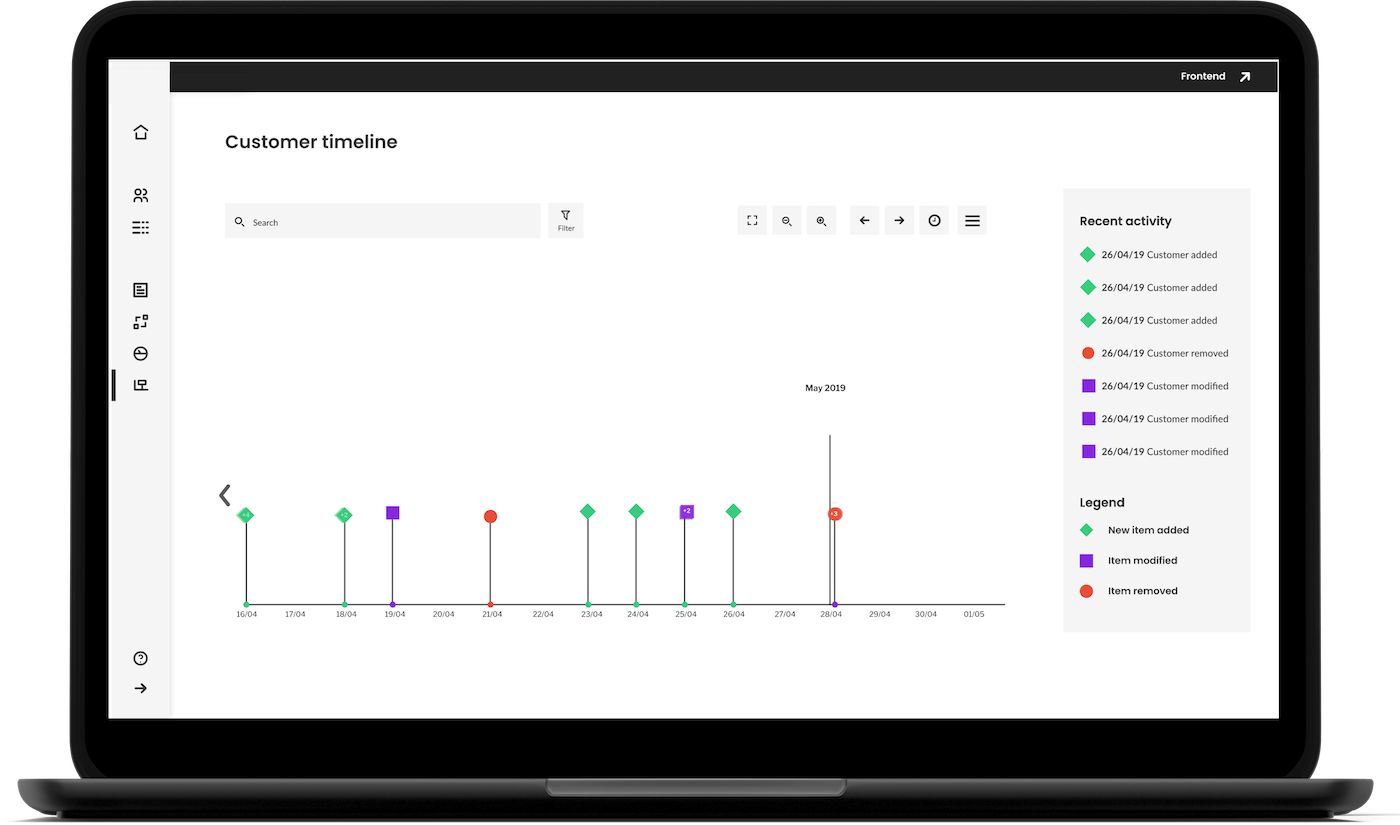 Frontend
Customer timeline
Search
Filter
Recent activity
26/04/19 Customer added
26/04/19 Customer added
26/04/19 Customer added
26/04/19 Customer removed
26/04/19 Customer modified
26/04/19 Customer modified
26/04/19 Customer modified
May 2019
+4
+2
+2
+3
16/04 17/04 18/04 19/04 20/04 21/04 22/04 23/04 24/04 25/04 26/04 27/04 28/04 29/04 30/04 01/05
Legend
New item added
Item modified
Item removed